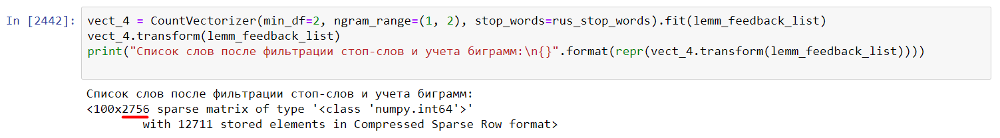 In [2442]: vect_4 = CountVectorizer(min_df=2, ngram_range=(1, 2), stop_words=rus_stop_words).fit(lemm_feedback_list)
vect_4.transform(lemm_feedback_list)
print("Список слов после фильтрации стоп-слов и учета биграмм:\n{}".format(repr(vect_4.transform(lemm_feedback_list))))
Список слов после фильтрации стоп-слов и учета биграмм:
<100x2756 sparse matrix of type '<class 'numpy.int64'>'
with 12711 stored elements in Compressed Sparse Row format>